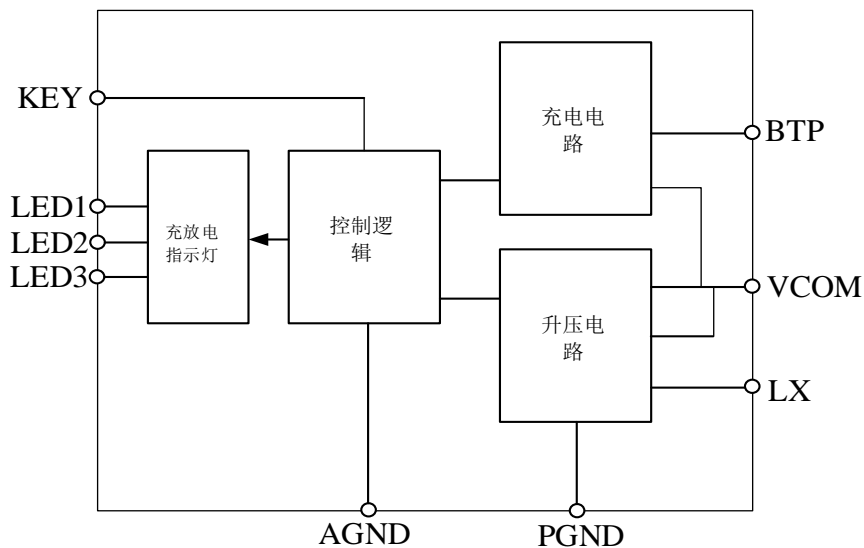 KEY
充电电
路
BTP
LED1
LED2
LED3
充放电
指示灯
控制逻
辑
升压电
路
VCOM
LX
AGND
PGND